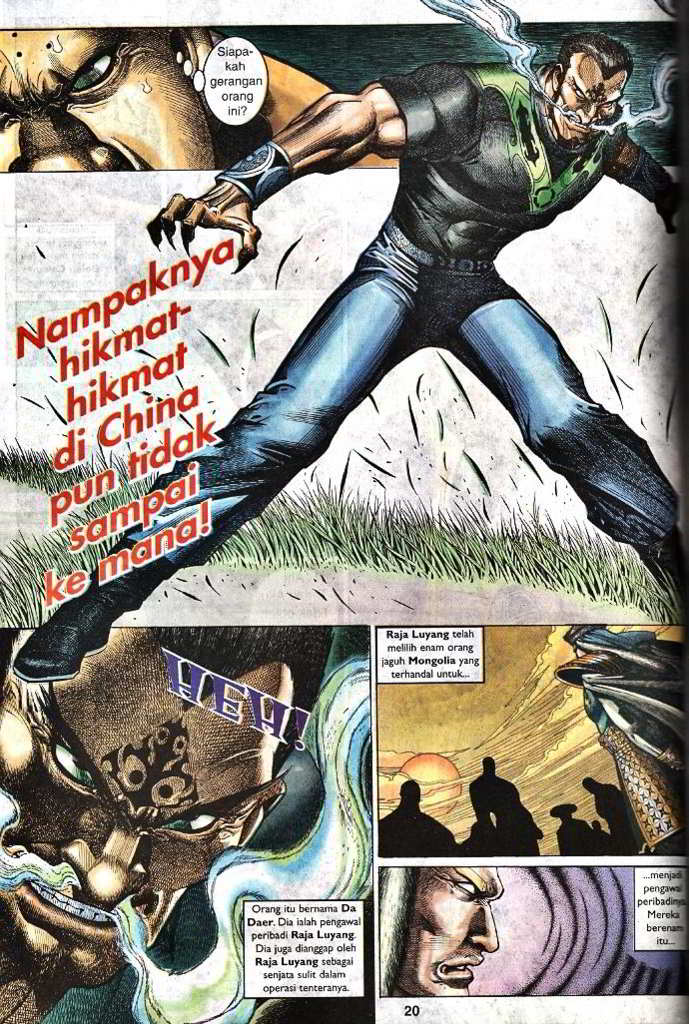 Siapa-
kah
gerangan
orang
ini?
Nampaknya
hikmat-
hikmat
di China
pun tidak
sampai
ke mana!
HEH!
Orang itu bernama Da
Daer. Dia ialah pengawal
peribadi Raja Luyang.
Dia juga dianggap oleh
Raja Luyang sebagai
senjata sulit dalam
operasi tenteranya.
Raja Luyang telah
melilih enam orang
jaguh Mongolia yang
terhandal untuk...
...menjadi
pengawal
peribadinya
Mereka
berenam
itu...
20